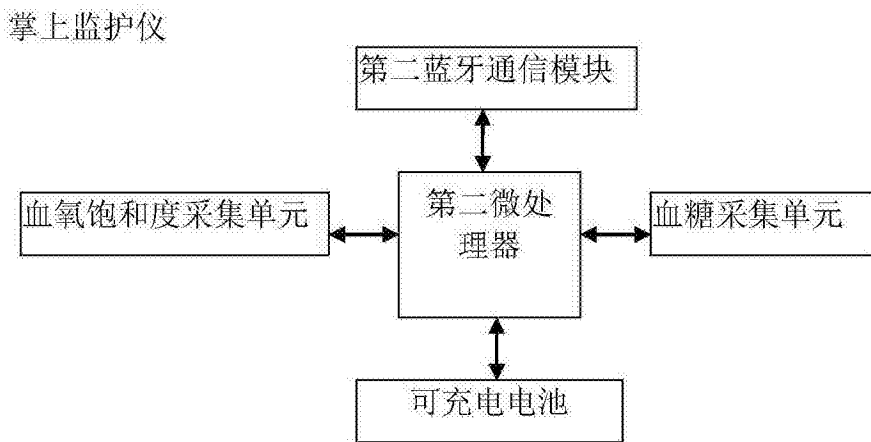 掌上监护仪
第二蓝牙通信模块
血氧饱和度采集单元
第二微处
理器
血糖采集单元
可充电电池